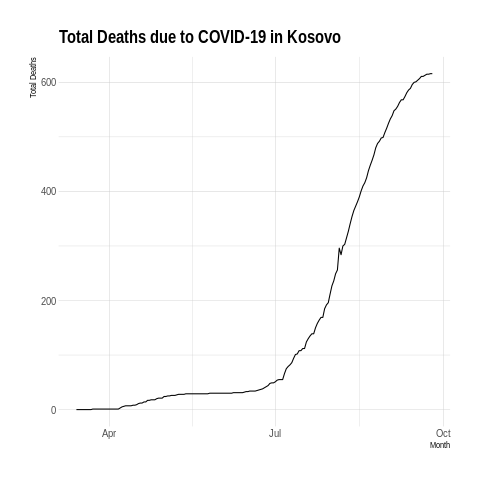 Total Deaths due to COVID-19 in Kosovo
Total Deaths
600
400
200
0
Apr
Jul
Oct
Month